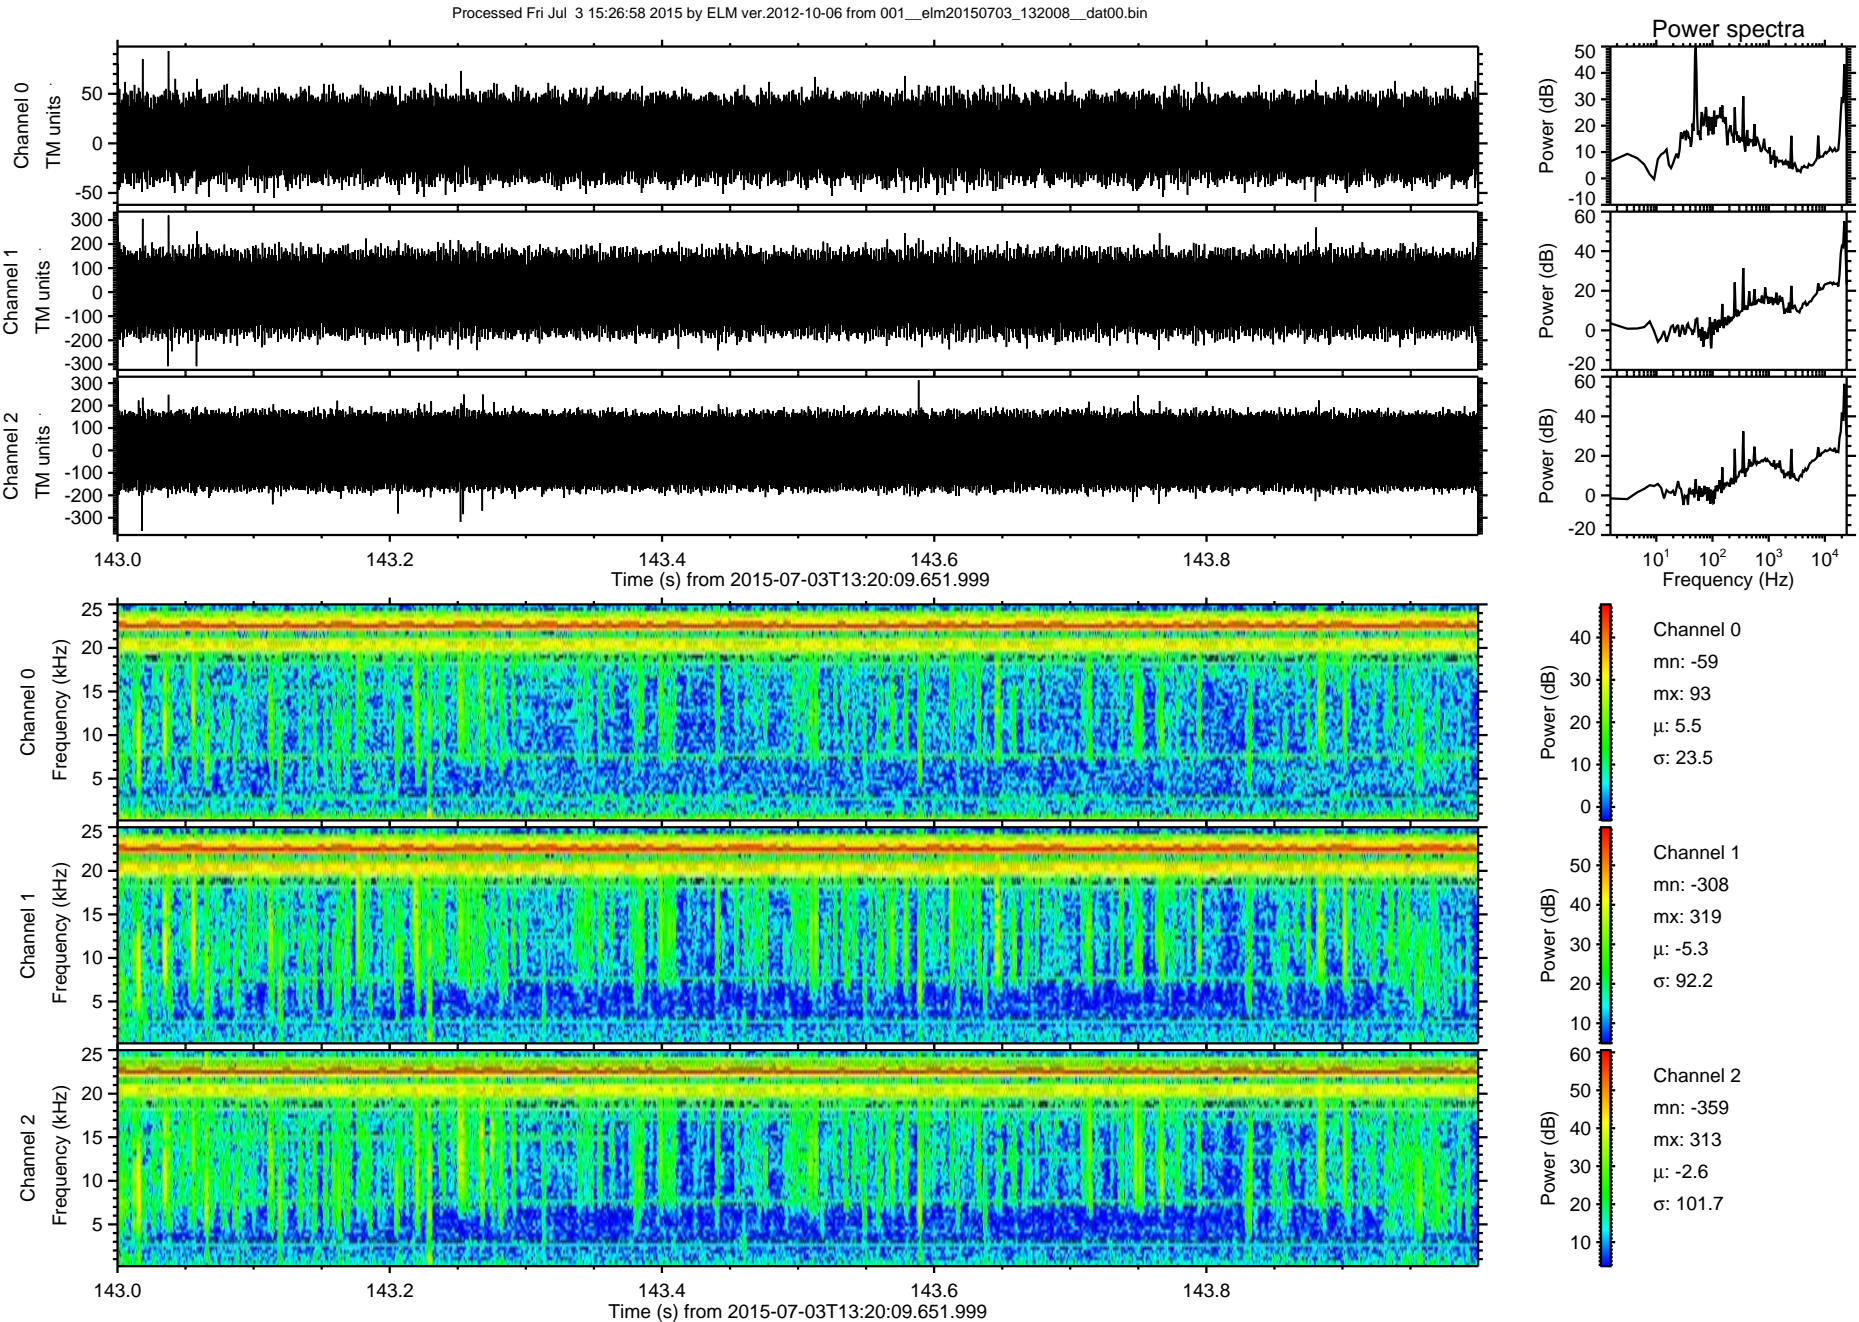 Processed Fri Jul  3 15:26:58 2015 by ELM ver.2012-10-06 from 001__elm20150703_132008__dat00.bin
Power spectra
Channel 0
TM units
50
0
-50
Power (dB)
50
40
30
20
10
0
-10
Channel 1
TM units
300
200
100
0
-100
-200
-300
Power (dB)
60
40
20
0
-20
Channel 2
TM units
300
200
100
0
-100
-200
-300
Power (dB)
60
40
20
0
-20
143.0 143.2 143.4 143.6 143.8
Time (s) from 2015-07-03T13:20:09.651.999
10^1 10^2 10^3 10^4
Frequency (Hz)
Channel 0
Frequency (kHz)
25
20
15
10
5
Power (dB)
40
30
20
10
0
Channel 0
mn: -59
mx: 93
μ: 5.5
σ: 23.5
Channel 1
Frequency (kHz)
25
20
15
10
5
Power (dB)
50
40
30
20
10
Channel 1
mn: -308
mx: 319
μ: -5.3
σ: 92.2
Channel 2
Frequency (kHz)
25
20
15
10
5
Power (dB)
60
50
40
30
20
10
Channel 2
mn: -359
mx: 313
μ: -2.6
σ: 101.7
143.0 143.2 143.4 143.6 143.8
Time (s) from 2015-07-03T13:20:09.651.999